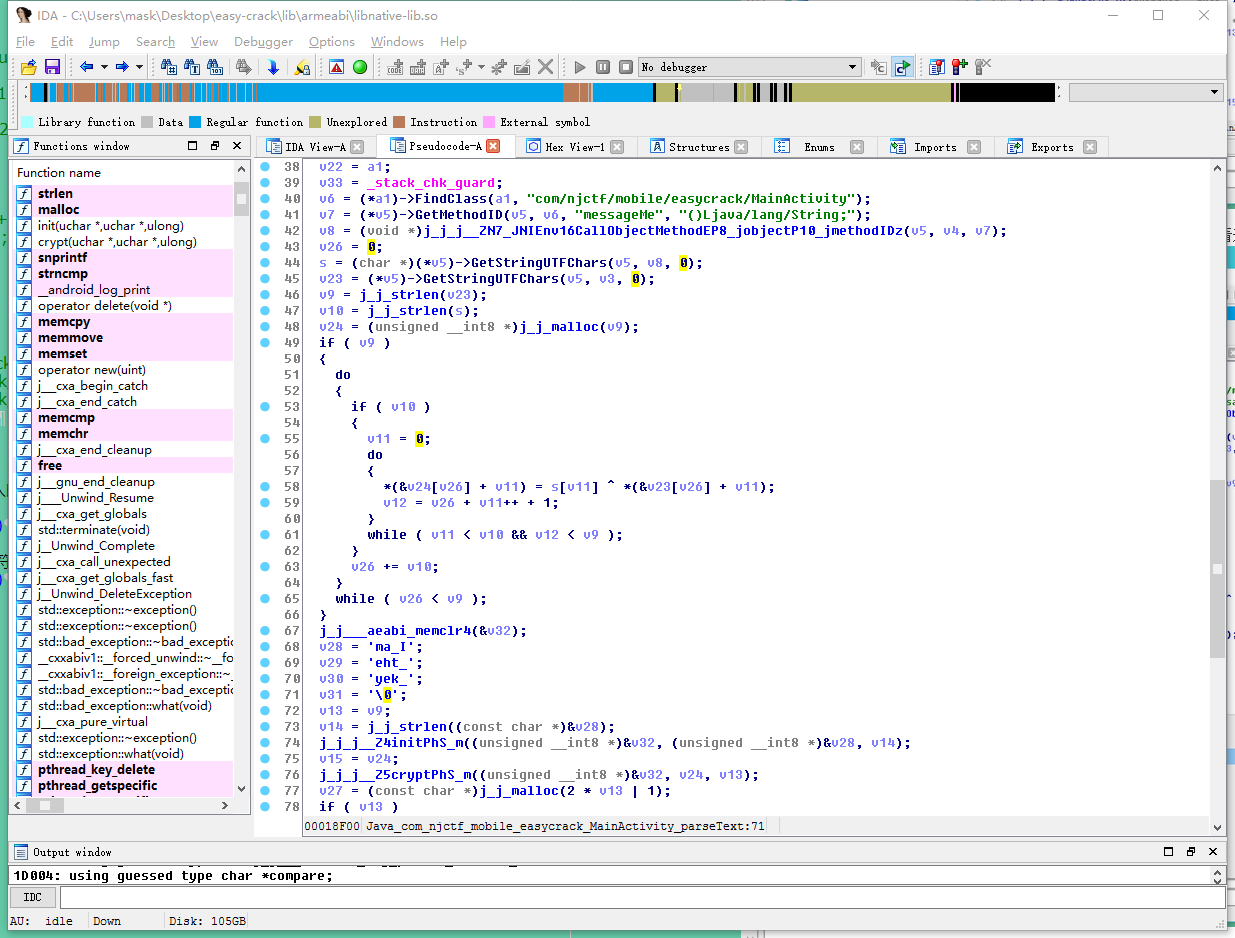 IDA - C:\Users\mask\Desktop\easy-crack\lib\armeabi\libnative-lib.so
File Edit Jump Search View Debugger Options Windows Help
No debugger
Library function Data Regular function Unexplored Instruction External symbol
Functions window
IDA View-A Pseudocode-A Hex View-1 Structures Enums Imports Exports
Function name
strlen
malloc
init(uchar *,uchar *,ulong)
crypt(uchar *,uchar *,ulong)
snprintf
strncmp
__android_log_print
operator delete(void *)
memcpy
memmove
memset
operator new(uint)
j___cxa_begin_catch
j___cxa_end_catch
memcmp
memchr
j___cxa_end_cleanup
free
j___gnu_end_cleanup
j___Unwind_Resume
j___cxa_get_globals
std::terminate(void)
j__Unwind_Complete
j___cxa_call_unexpected
j___cxa_get_globals_fast
j__Unwind_DeleteException
std::exception::~exception()
std::exception::~exception()
std::bad_exception::~bad_exceptic
__cxxabiv1::__forced_unwind::~__fo
__cxxabiv1::__foreign_exception::~_
std::bad_exception::~bad_exceptic
std::bad_exception::what(void)
j___cxa_pure_virtual
std::exception::~exception()
std::exception::what(void)
pthread_key_delete
pthread_getspecific
38 v22 = a1;
39 v33 = _stack_chk_guard;
40 v6 = (*a1)->FindClass(a1, "com/njctf/mobile/easycrack/MainActivity");
41 v7 = (*v5)->GetMethodID(v5, v6, "messageMe", "()Ljava/lang/String;");
42 v8 = (void *)j_j_j__ZN7_JNIEnv16CallObjectMethodEP8_jobjectP10_jmethodIDz(v5, v4, v7);
43 v26 = 0;
44 s = (char *)(*v5)->GetStringUTFChars(v5, v8, 0);
45 v23 = (*v5)->GetStringUTFChars(v5, v3, 0);
46 v9 = j_j_strlen(v23);
47 v10 = j_j_strlen(s);
48 v24 = (unsigned __int8 *)j_j_malloc(v9);
49 if ( v9 )
50 {
51 do
52 {
53 if ( v10 )
54 {
55 v11 = 0;
56 do
57 {
58 *(&v24[v26] + v11) = s[v11] ^ *(&v23[v26] + v11);
59 v12 = v26 + v11++ + 1;
60 }
61 while ( v11 < v10 && v12 < v9 );
62 }
63 v26 += v10;
64 }
65 while ( v26 < v9 );
66 }
67 j_j___aeabi_memclr4(&v32);
68 v28 = 'ma_I';
69 v29 = 'eht_';
70 v30 = 'yek_';
71 v31 = '\0';
72 v13 = v9;
73 v14 = j_j_strlen((const char *)&v28);
74 j_j_j__Z4initPhS_m((unsigned __int8 *)&v32, (unsigned __int8 *)&v28, v14);
75 v15 = v24;
76 j_j_j__Z5cryptPhS_m((unsigned __int8 *)&v32, v24, v13);
77 v27 = (const char *)j_j_malloc(2 * v13 | 1);
78 if ( v13 )
00018F00 Java_com_njctf_mobile_easycrack_MainActivity_parseText:71
Output window
1D004: using guessed type char *compare;
IDC
AU: idle Down Disk: 105GB